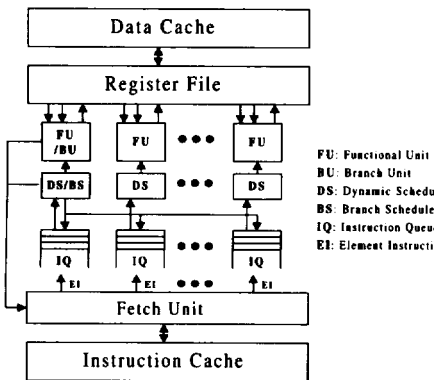 Data Cache
Register File
FU /BU
FU
FU
DS/BS
DS
DS
IQ
IQ
IQ
EI
EI
EI
Fetch Unit
Instruction Cache
FU: Functional Unit
BU: Branch Unit
DS: Dynamic Schedu
BS: Branch Schedule
IQ: Instruction Queu
EI: Element Instructi